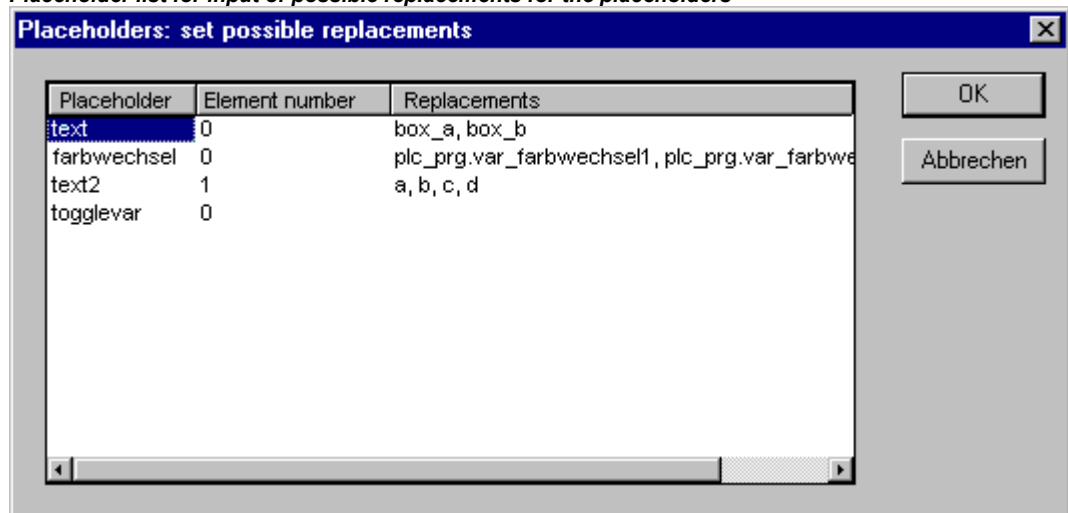 Placeholder list for input of possible replacements for the placeholders
Placeholders: set possible replacements
Placeholder Element number Replacements
text 0 box_a, box_b
farbwechsel 0 plc_prg.var_farbwechsel1, plc_prg.var_farbwe
text2 1 a, b, c, d
togglevar 0
OK
Abbrechen